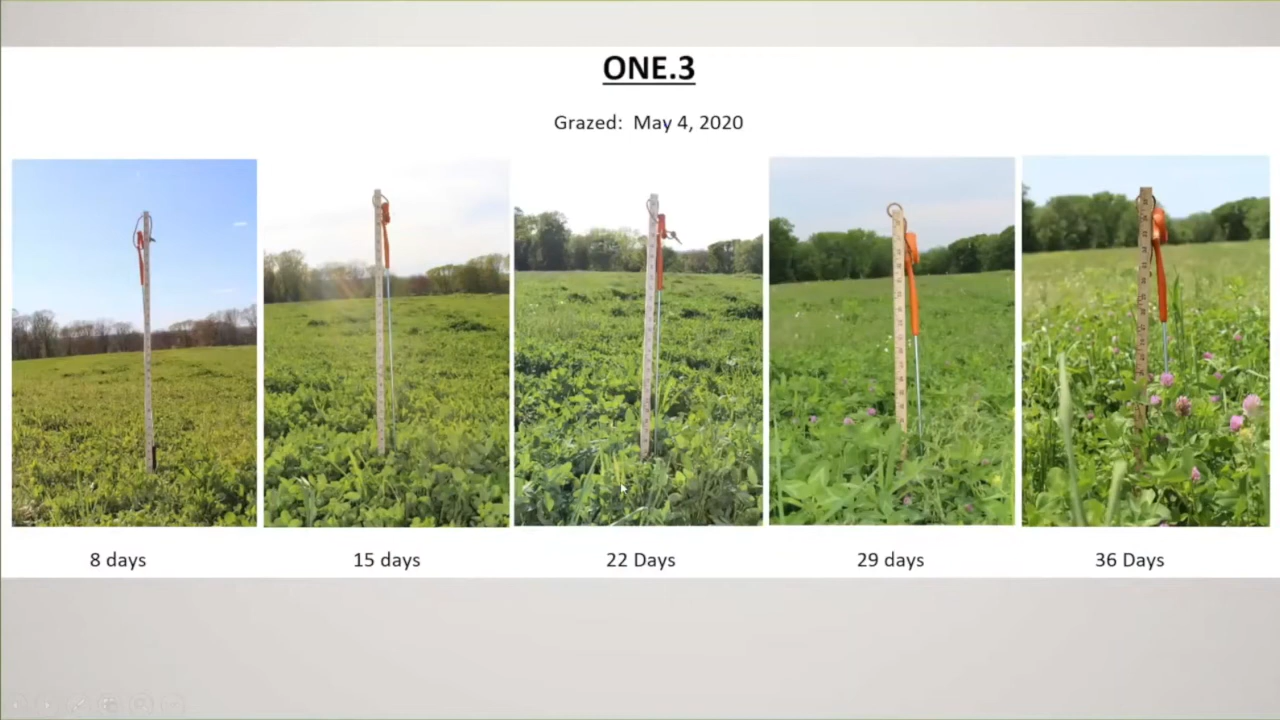 ONE.3
Grazed: May 4, 2020
8 days
15 days
22 Days
29 days
36 Days